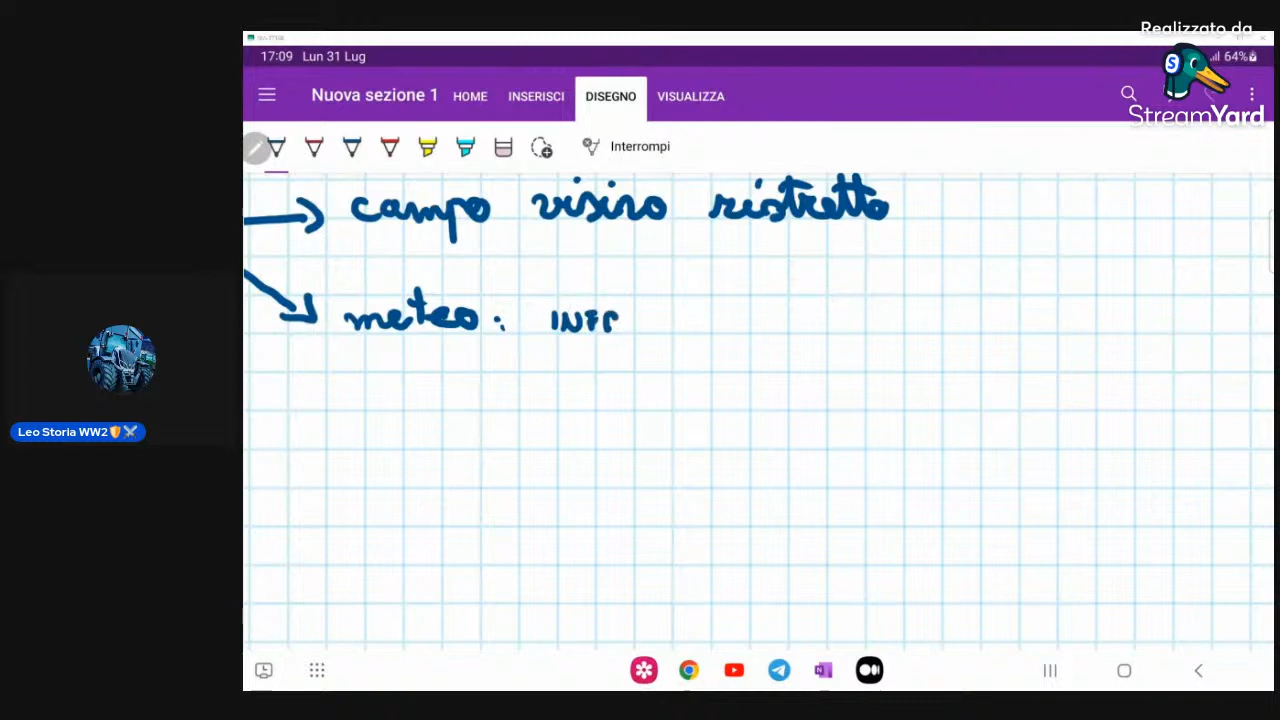 Realizzato da
StreamYard
17:09 Lun 31 Lug
64%
Nuova sezione 1 HOME INSERISCI DISEGNO VISUALIZZA
Interrompi
campo visivo ristretto
meteo: INFR
Leo Storia WW2